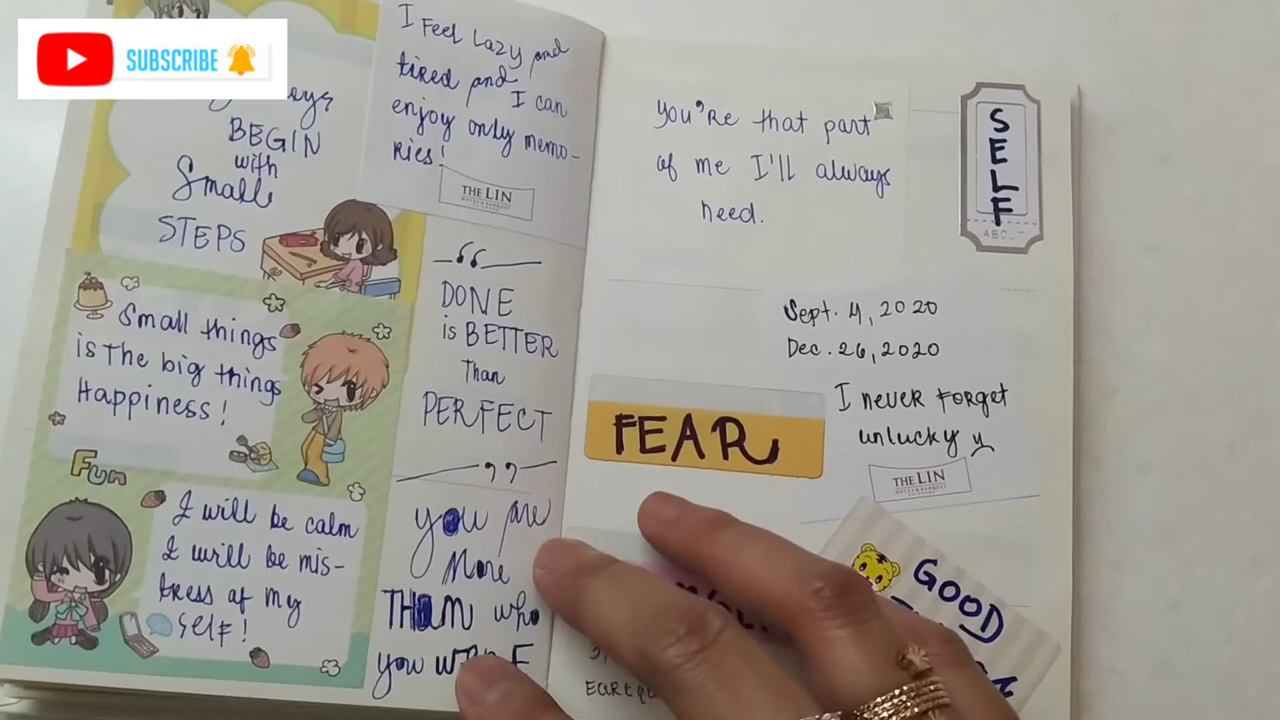 SUBSCRIBE
BEGIN
with
Smalle
STEPS
Small things
is the big things
Happiness!
Fun
I will be calm
I will be mis-
tress of my
self!
I Feel Lazy and
tired and I can
enjoy only memo-
ries!
THE LIN
“
DONE
is BETTER
Than
PERFECT
”
you are
More
THAN who
you
you're that part
of me I'll always
need.
SELF
Sept. 4, 2020
Dec. 26, 2020
I never Forget
unlucky
THE LIN
FEAR
GOOD